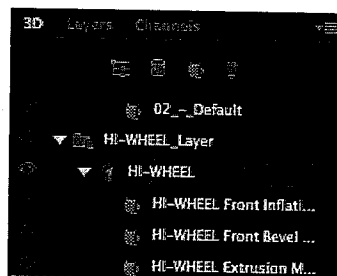 3D Layers Channels
02_~_Default
HI-WHEEL_Layer
HI-WHEEL
HI-WHEEL Front Inflati...
HI-WHEEL Front Bevel ...
HI-WHEEL Extrusion M...